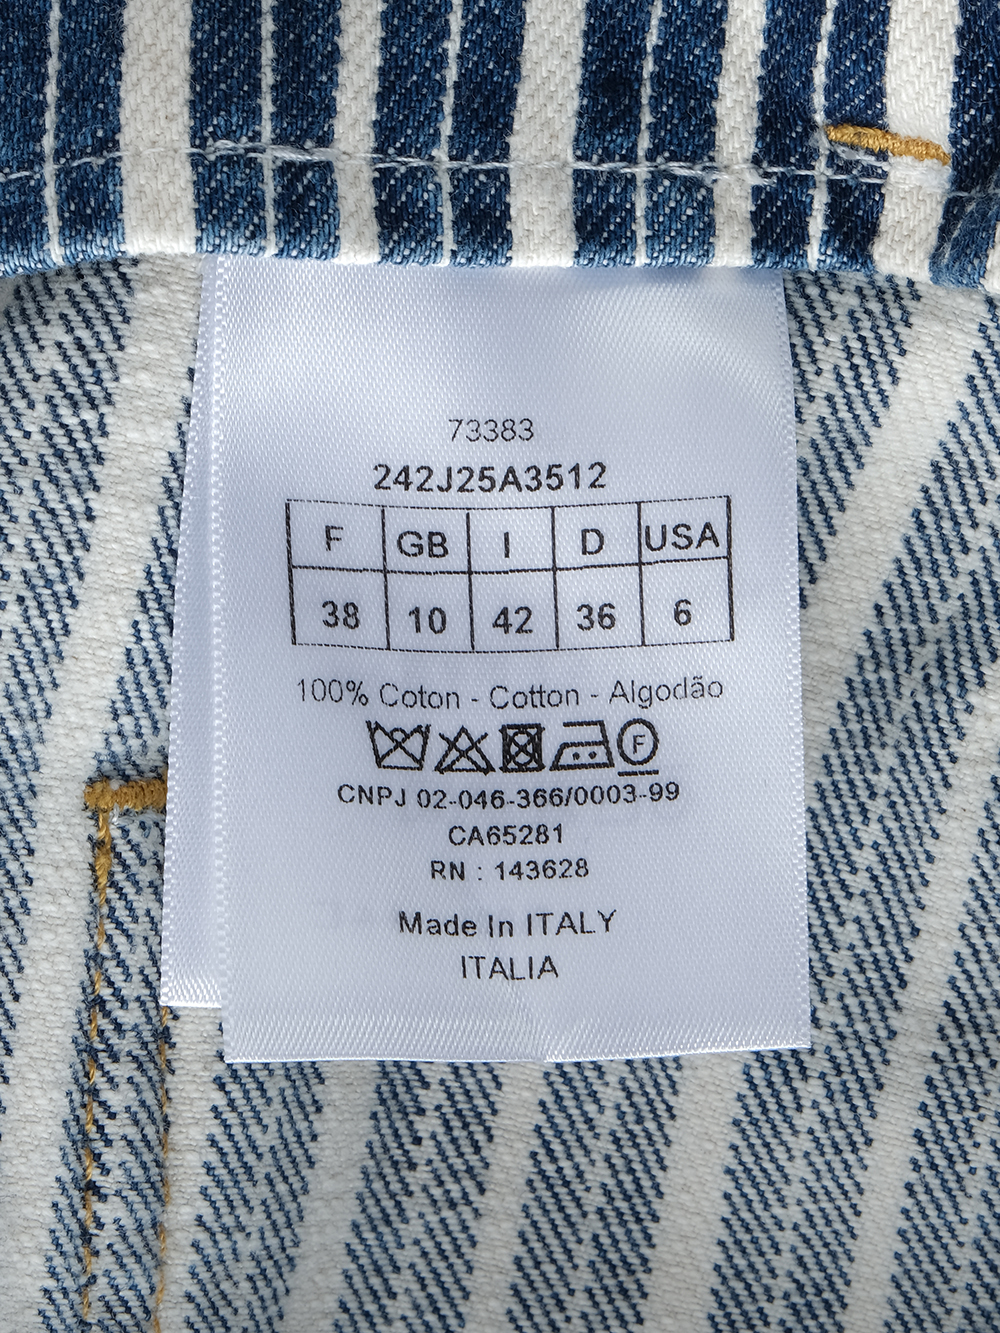 73383
242J25A3512
F GB I D USA
38 10 42 36 6
100% Coton - Cotton - Algodão
F
CNPJ 02-046-366/0003-99
CA65281
RN : 143628
Made In ITALY
ITALIA